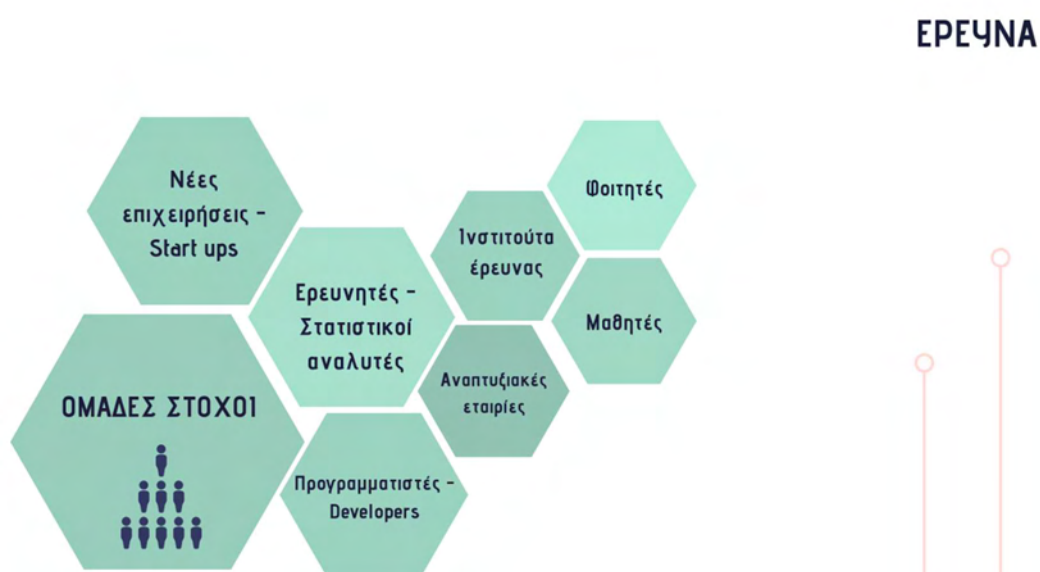 ΕΡΕΥΝΑ
Νέες
επιχειρήσεις -
Start ups
Ερευνητές -
Στατιστικοί
αναλυτές
Ινστιτούτα
έρευνας
Φοιτητές
Μαθητές
Αναπτυξιακές
εταιρίες
ΟΜΑΔΕΣ ΣΤΟΧΟΙ
Προγραμματιστές -
Developers